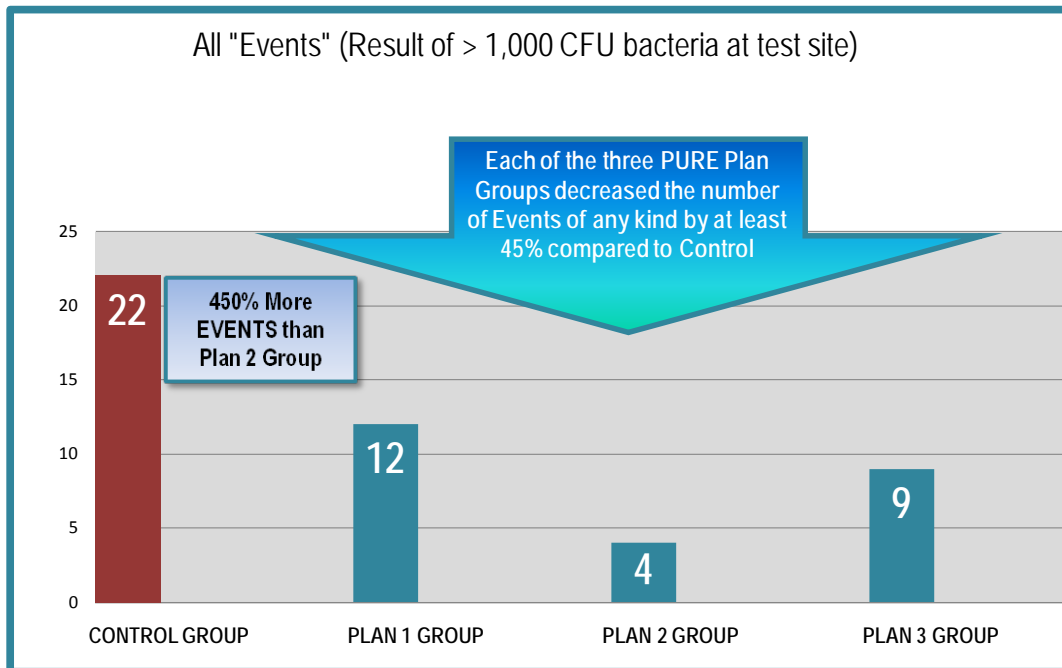 All "Events" (Result of > 1,000 CFU bacteria at test site)
Each of the three PURE Plan
Groups decreased the number
of Events of any kind by at least
45% compared to Control
25
20
15
10
5
0
22
450% More
EVENTS than
Plan 2 Group
12
4
9
CONTROL GROUP
PLAN 1 GROUP
PLAN 2 GROUP
PLAN 3 GROUP